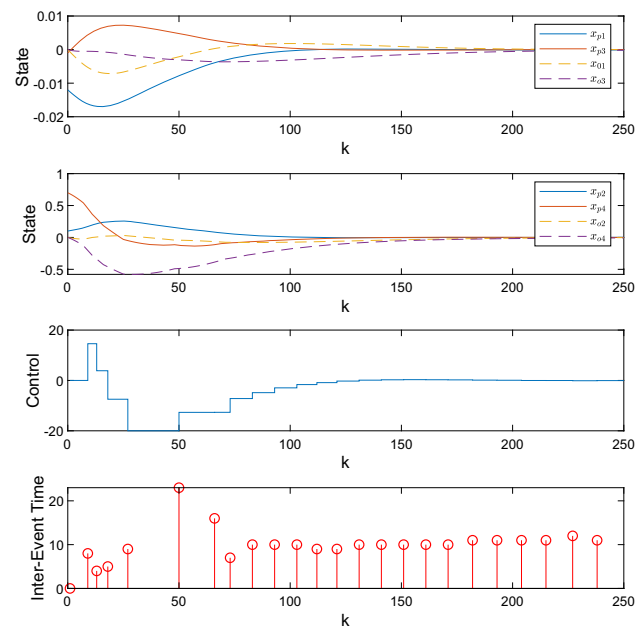 0.01
0
-0.01
-0.02
State
x_{p1}
x_{p3}
x_{01}
x_{o3}
0 50 100 150 200 250
k
1
0.5
0
-0.5
State
x_{p2}
x_{p4}
x_{o2}
x_{o4}
0 50 100 150 200 250
k
20
0
-20
Control
0 50 100 150 200 250
k
20
10
0
Inter-Event Time
0 50 100 150 200 250
k